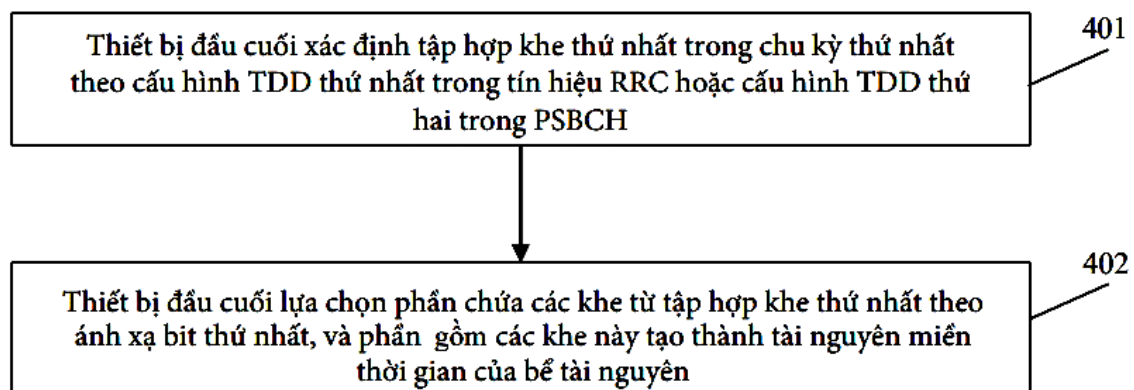 401
Thiết bị đầu cuối xác định tập hợp khe thứ nhất trong chu kỳ thứ nhất
theo cấu hình TDD thứ nhất trong tín hiệu RRC hoặc cấu hình TDD thứ
hai trong PSBCH
402
Thiết bị đầu cuối lựa chọn phần chứa các khe từ tập hợp khe thứ nhất theo
ánh xạ bit thứ nhất, và phần gồm các khe này tạo thành tài nguyên miền
thời gian của bể tài nguyên